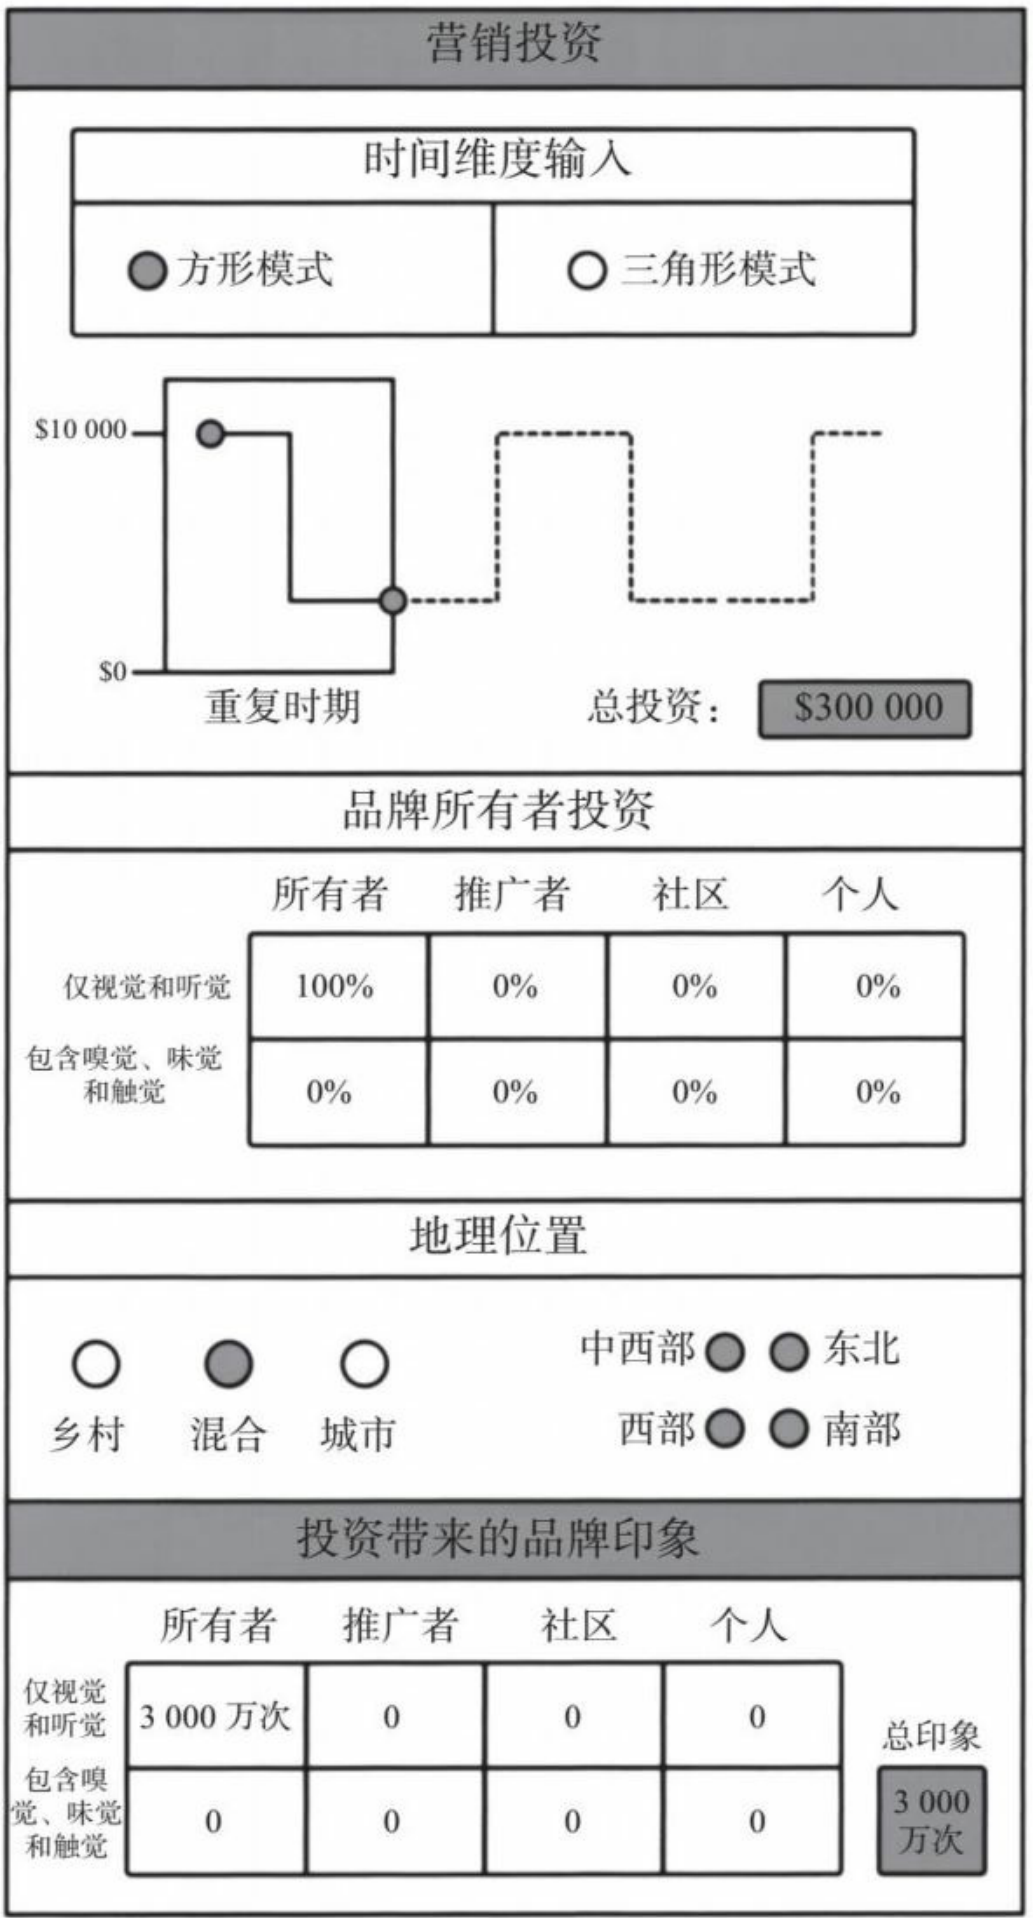 营销投资
时间维度输入
方形模式
三角形模式
$10 000
$0
重复时期
总投资：
$300 000
品牌所有者投资
所有者 推广者 社区 个人
仅视觉和听觉 100% 0% 0% 0%
包含嗅觉、味觉
和触觉
0% 0% 0% 0%
地理位置
乡村 混合 城市
中西部 东北
西部 南部
投资带来的品牌印象
所有者 推广者 社区 个人
仅视觉
和听觉
3 000 万次 0 0 0
包含嗅
觉、味觉
和触觉
0 0 0 0
总印象
3 000
万次